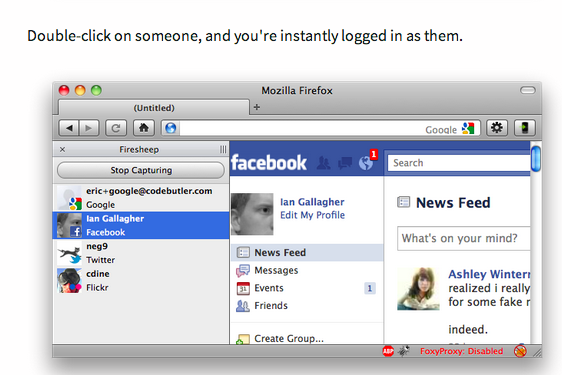 Double-click on someone, and you're instantly logged in as them.
Mozilla Firefox
(Untitled)
Google
Firesheep
Stop Capturing
eric+google@codebutler.com
Google
Ian Gallagher
Facebook
neg9
Twitter
cdine
Flickr
facebook
1
Search
Ian Gallagher
Edit My Profile
News Feed
Messages
Events 1
Friends
Create Group...
News Feed
What's on your mind?
Ashley Wintern
realized i really
for some fake
indeed.
ABP
FoxyProxy: Disabled